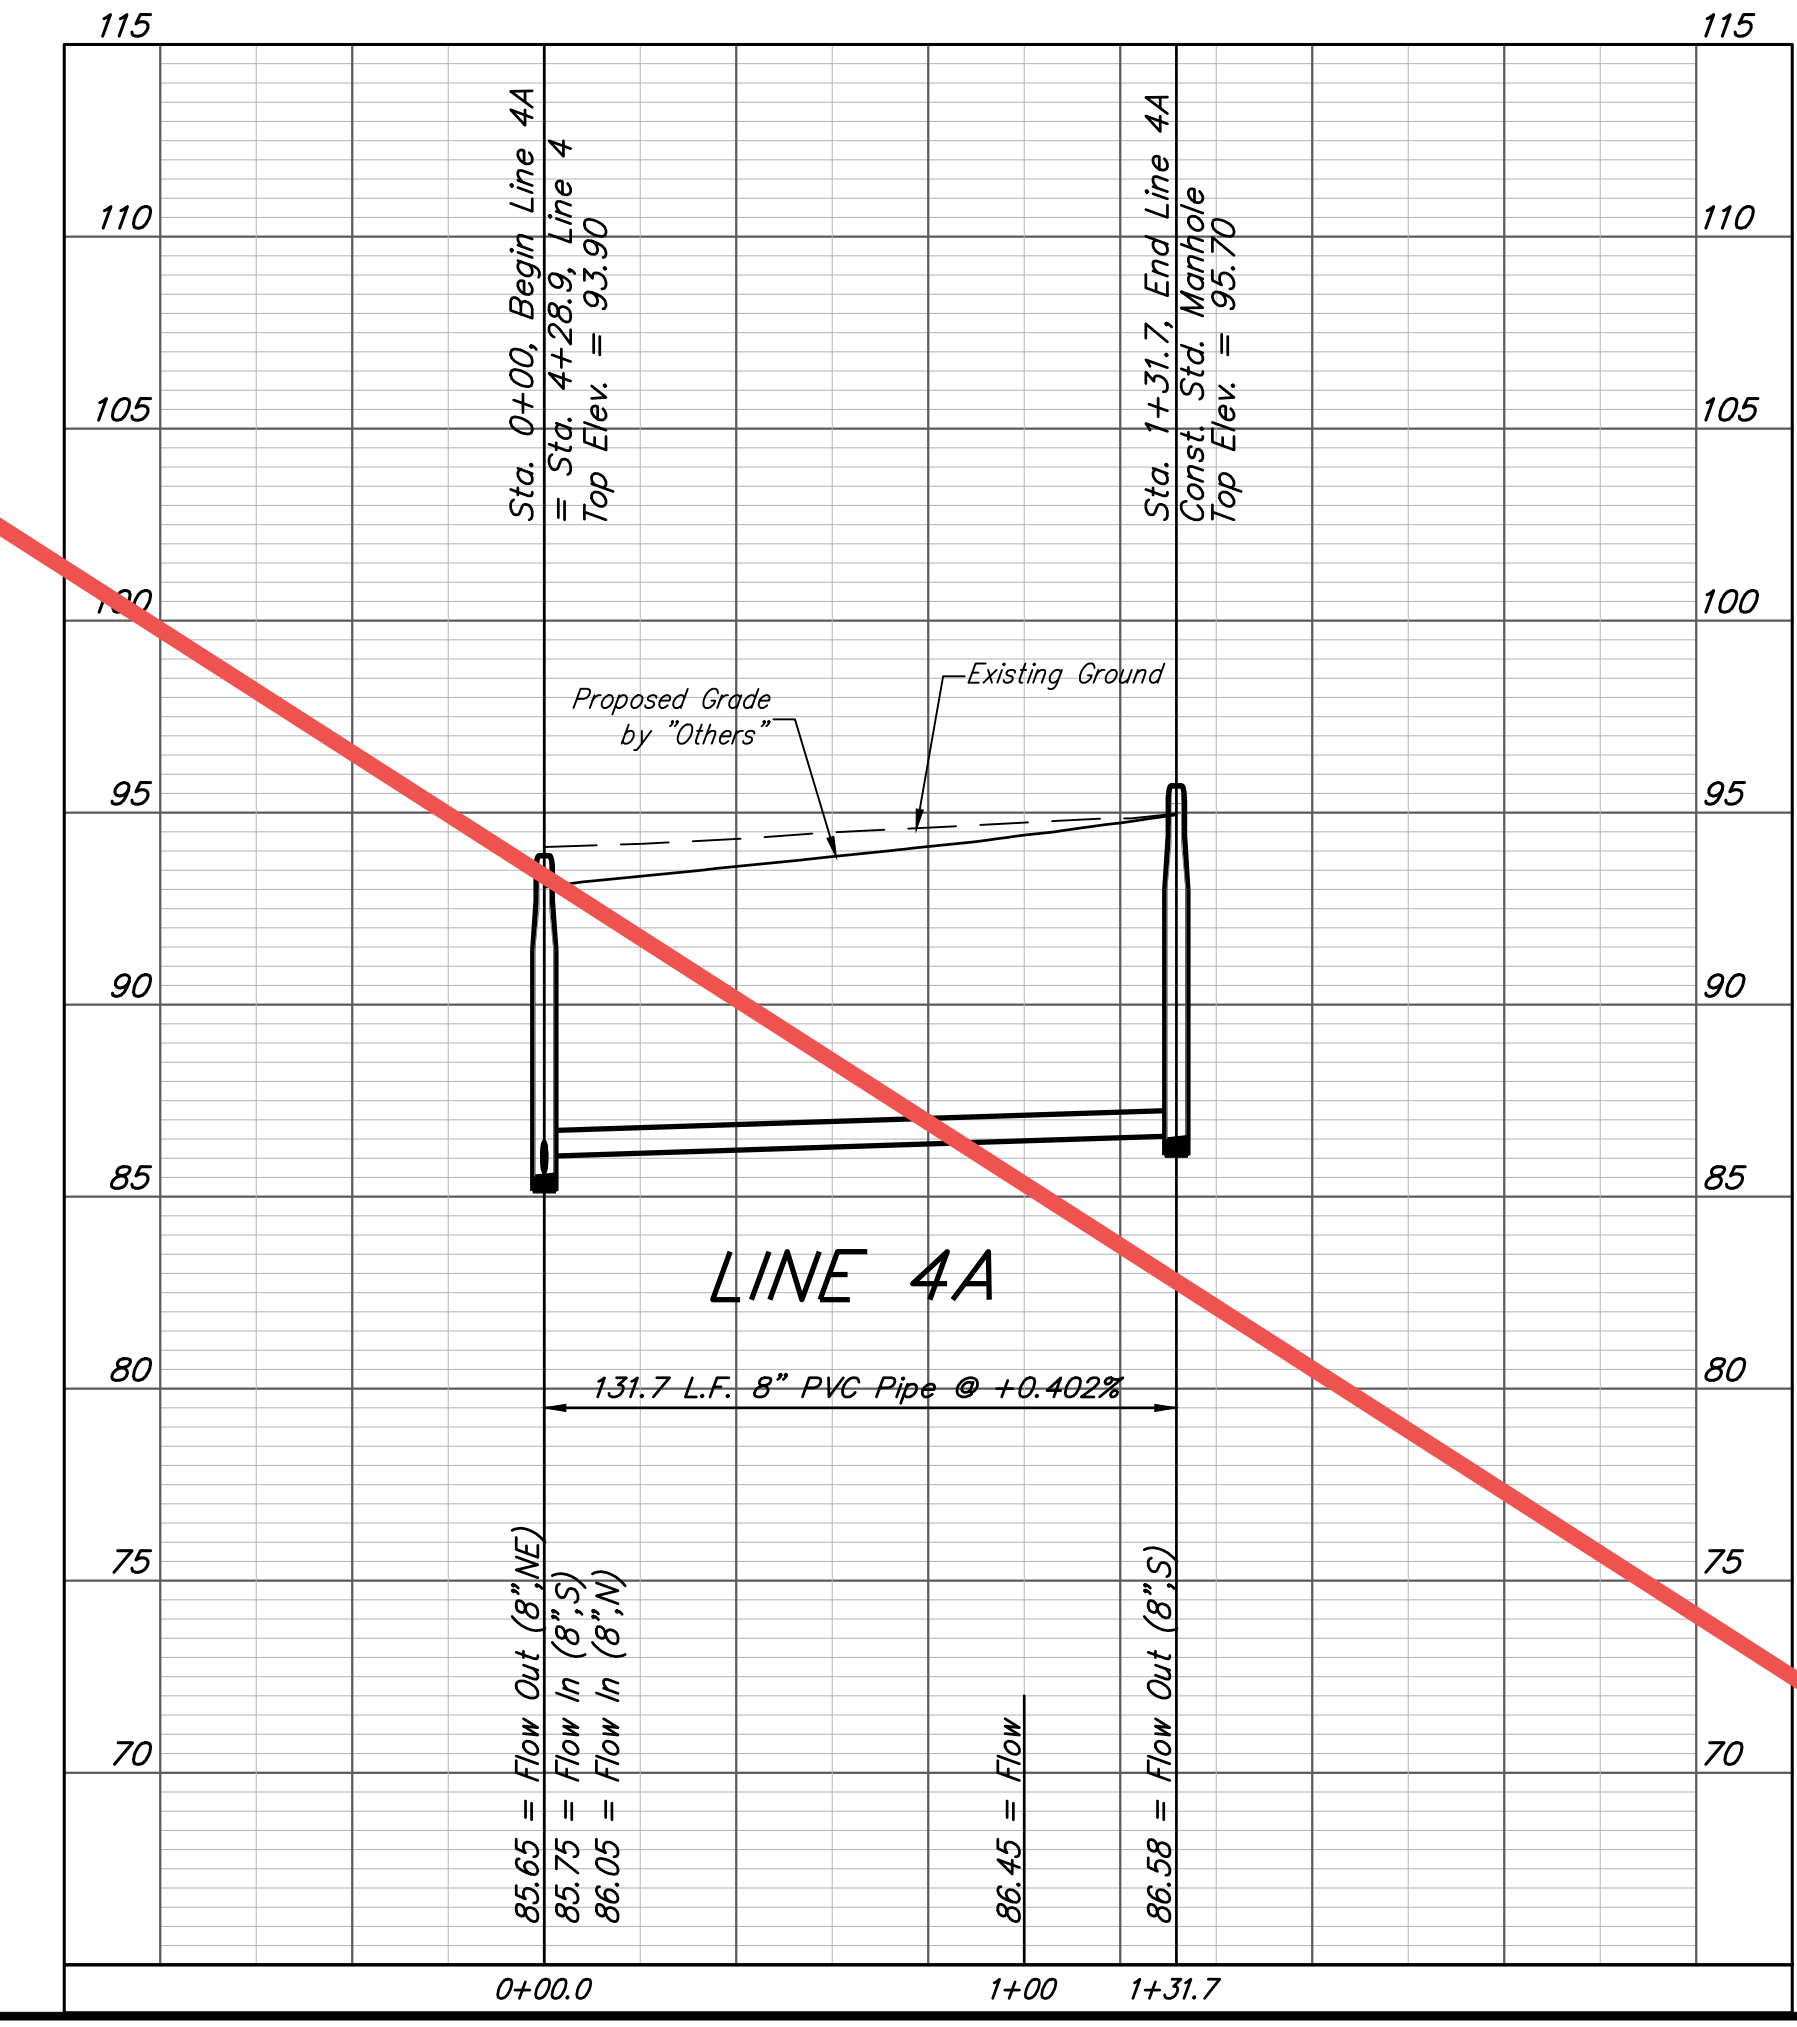 115
115
110
110
105
105
100
100
95
95
90
90
85
85
80
80
75
75
70
70
Sta. 0+00, Begin Line 4A
= Sta. 4+28.9, Line 4
Top Elev. = 93.90
Sta. 1+31.7, End Line 4A
Const. Std. Manhole
Top Elev. = 95.70
Proposed Grade
by "Others"
Existing Ground
LINE 4A
131.7 L.F. 8" PVC Pipe @ +0.402%
85.65 = Flow Out (8",NE)
85.75 = Flow In (8",S)
86.05 = Flow In (8",N)
86.45 = Flow
86.58 = Flow Out (8",S)
0+00.0
1+00
1+31.7